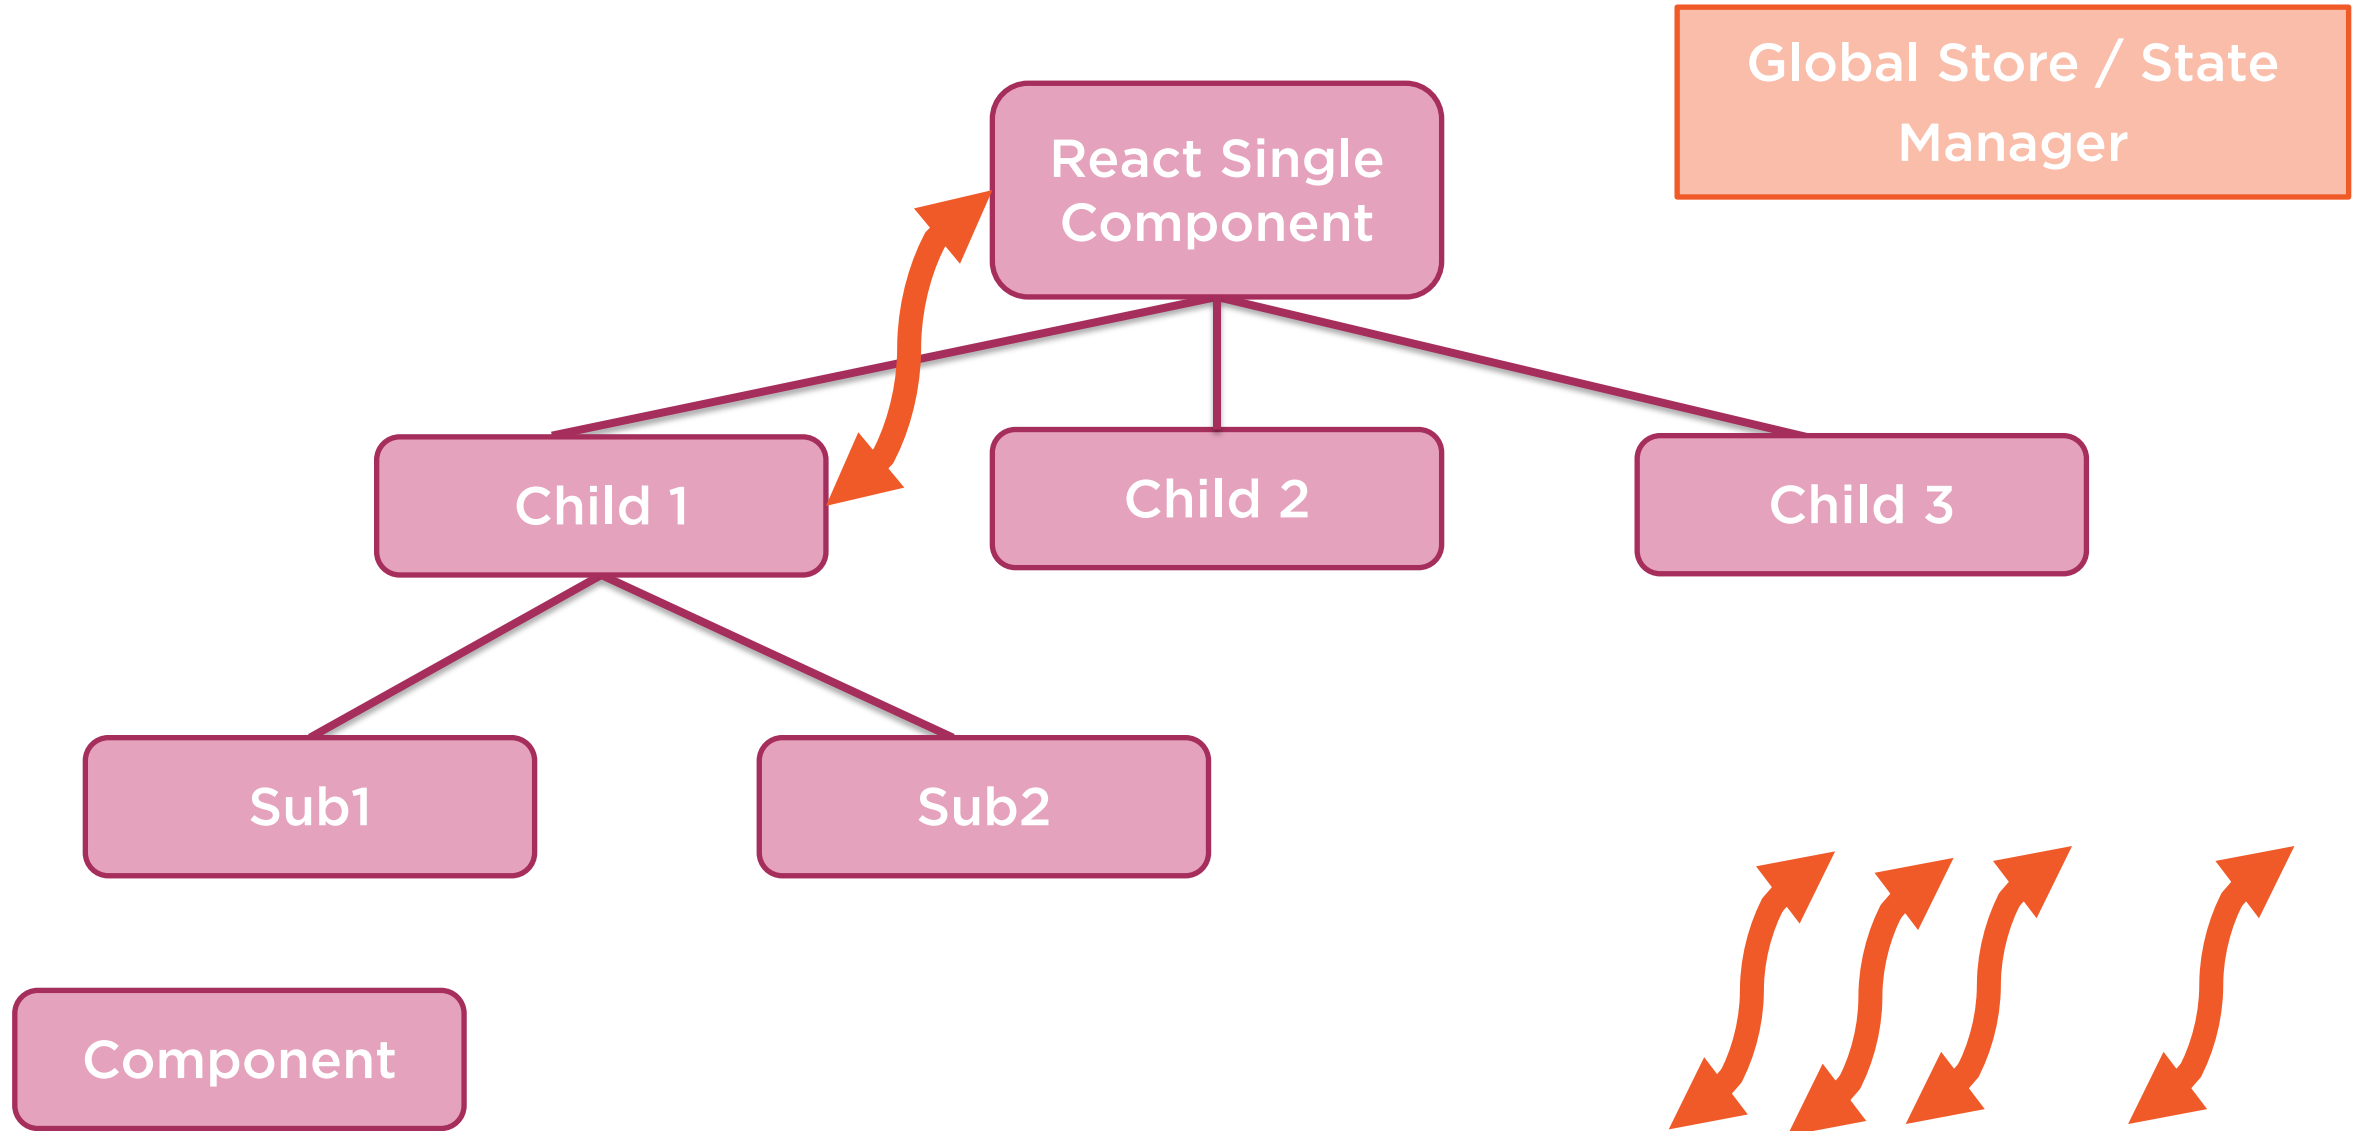 Global Store / State
Manager
React Single
Component
Child 1
Child 2
Child 3
Sub1
Sub2
Component